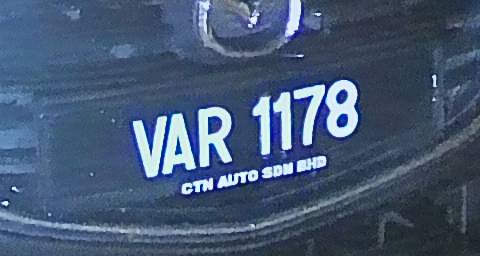 VAR 1178
CTN AUTO SDN BHD